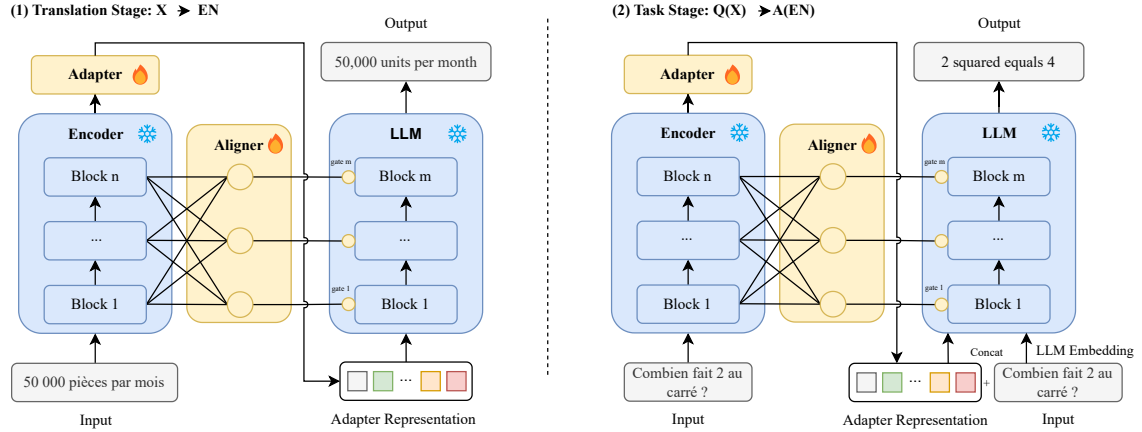 (1) Translation Stage: X ➤ EN
Output
50,000 units per month
Adapter
Encoder
Aligner
LLM
gate m
Block n
Block m
...
...
gate 1
Block 1
Block 1
50 000 pièces par mois
...
Input
Adapter Representation
(2) Task Stage: Q(X) ➤ A(EN)
Output
2 squared equals 4
Adapter
Encoder
Aligner
LLM
gate m
Block n
Block m
...
...
gate 1
Block 1
Block 1
Concat
LLM Embedding
Combien fait 2 au
carré ?
...
+
Combien fait 2 au
carré ?
Input
Adapter Representation
Input